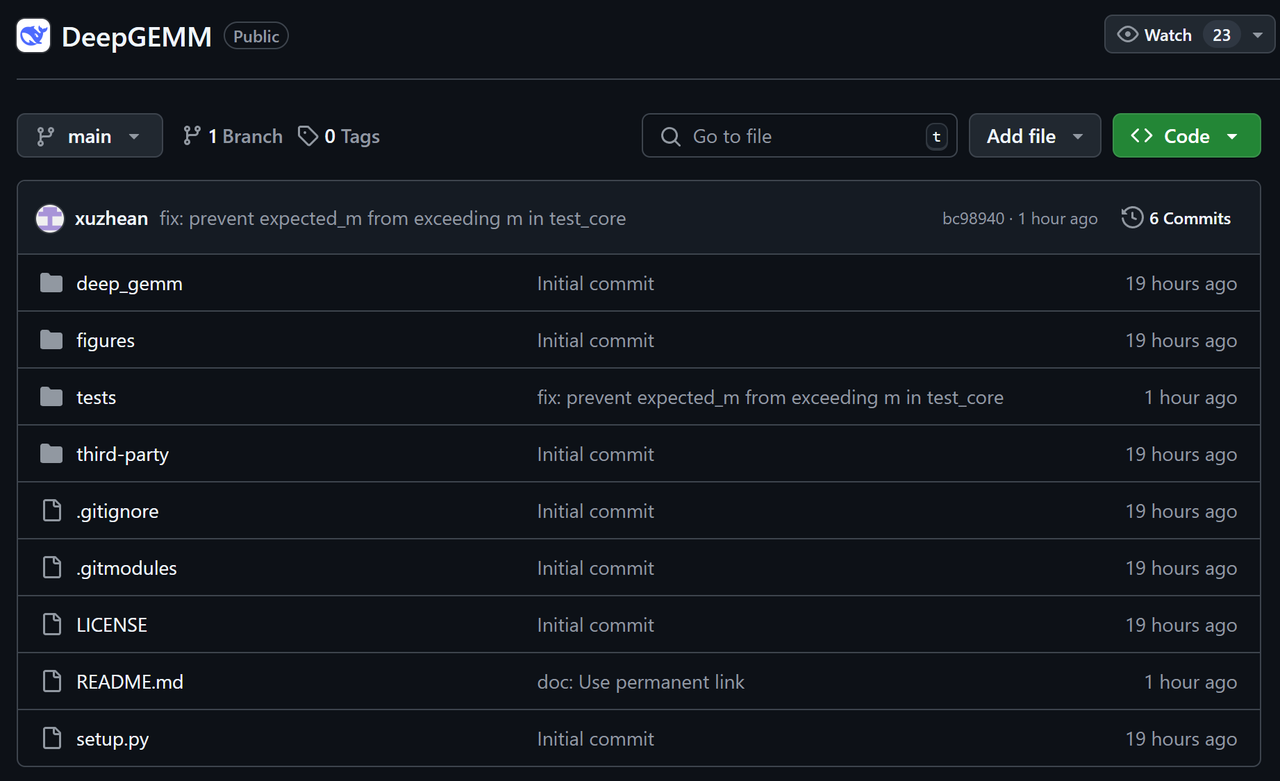 DeepGEMM Public Watch 23
main 1 Branch 0 Tags Go to file t Add file Code
xuzhean fix: prevent expected_m from exceeding m in test_core bc98940 · 1 hour ago 6 Commits
deep_gemm Initial commit 19 hours ago
figures Initial commit 19 hours ago
tests fix: prevent expected_m from exceeding m in test_core 1 hour ago
third-party Initial commit 19 hours ago
.gitignore Initial commit 19 hours ago
.gitmodules Initial commit 19 hours ago
LICENSE Initial commit 19 hours ago
README.md doc: Use permanent link 1 hour ago
setup.py Initial commit 19 hours ago